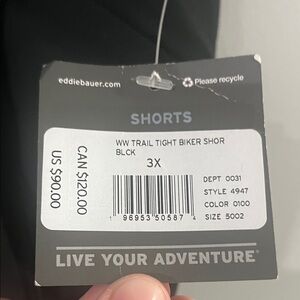 eddiebauer.com
Please recycle
SHORTS
WW TRAIL TIGHT BIKER SHOR
BLCK
3X
CAN $120.00
US $90.00
DEPT 0031
STYLE 4947
COLOR 0100
SIZE 5002
1 96953 50587 4
LIVE YOUR ADVENTURE